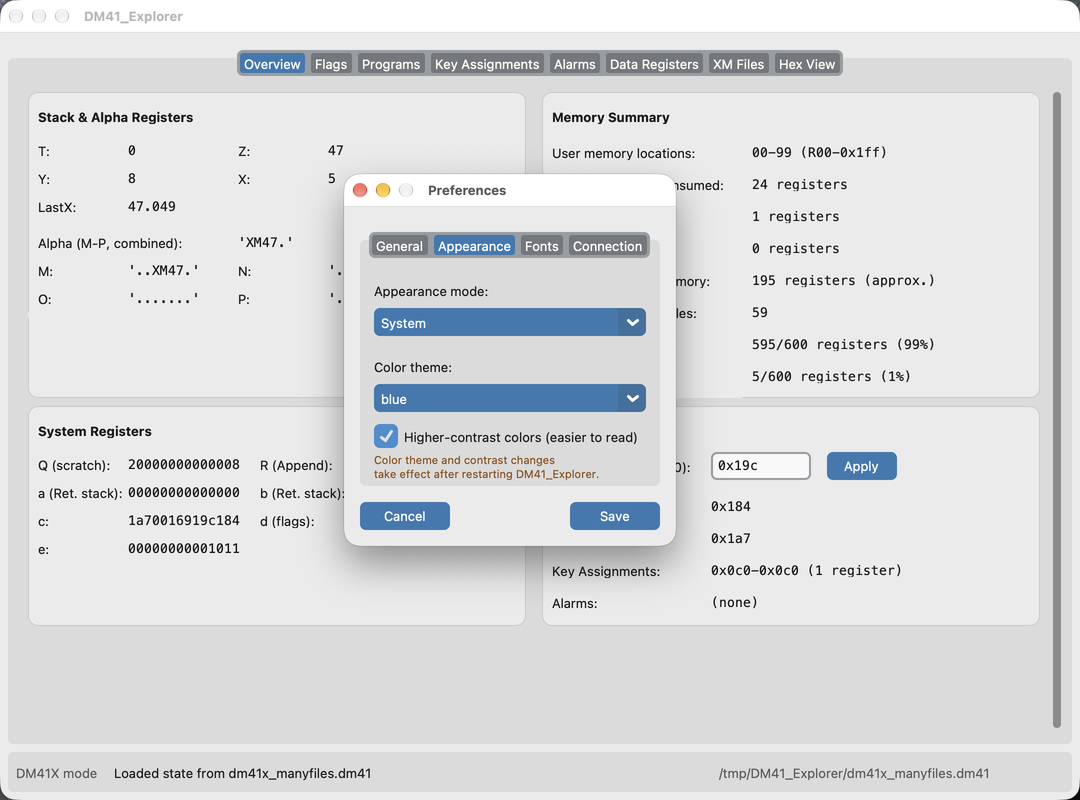 DM41_Explorer
Overview Flags Programs Key Assignments Alarms Data Registers XM Files Hex View
Stack & Alpha Registers
T: 0 Z: 47
Y: 8 X: 5
LastX: 47.049
Alpha (M-P, combined): 'XM47.'
M: '..XM47.' N: '.
O: '.......' P: '.
Memory Summary
User memory locations: 00-99 (R00-0x1ff)
nsumed: 24 registers
1 registers
0 registers
mory: 195 registers (approx.)
les: 59
595/600 registers (99%)
5/600 registers (1%)
Preferences
General Appearance Fonts Connection
Appearance mode:
System
Color theme:
blue
Higher-contrast colors (easier to read)
Color theme and contrast changes
take effect after restarting DM41_Explorer.
Cancel Save
System Registers
Q (scratch): 20000000000008 R (Append):
a (Ret. stack): 00000000000000 b (Ret. stack):
c: 1a70016919c184 d (flags):
e: 00000000001011
0): 0x19c Apply
0x184
0x1a7
Key Assignments: 0x0c0-0x0c0 (1 register)
Alarms: (none)
DM41X mode Loaded state from dm41x_manyfiles.dm41 /tmp/DM41_Explorer/dm41x_manyfiles.dm41